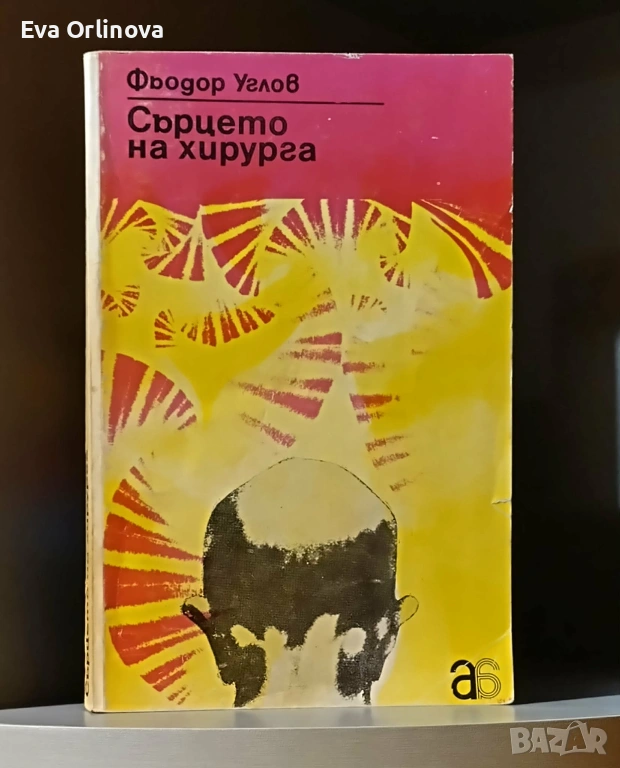 Eva Orlinova
Фьодор Углов
Сърцето
на хирурга
аб
BAZAR